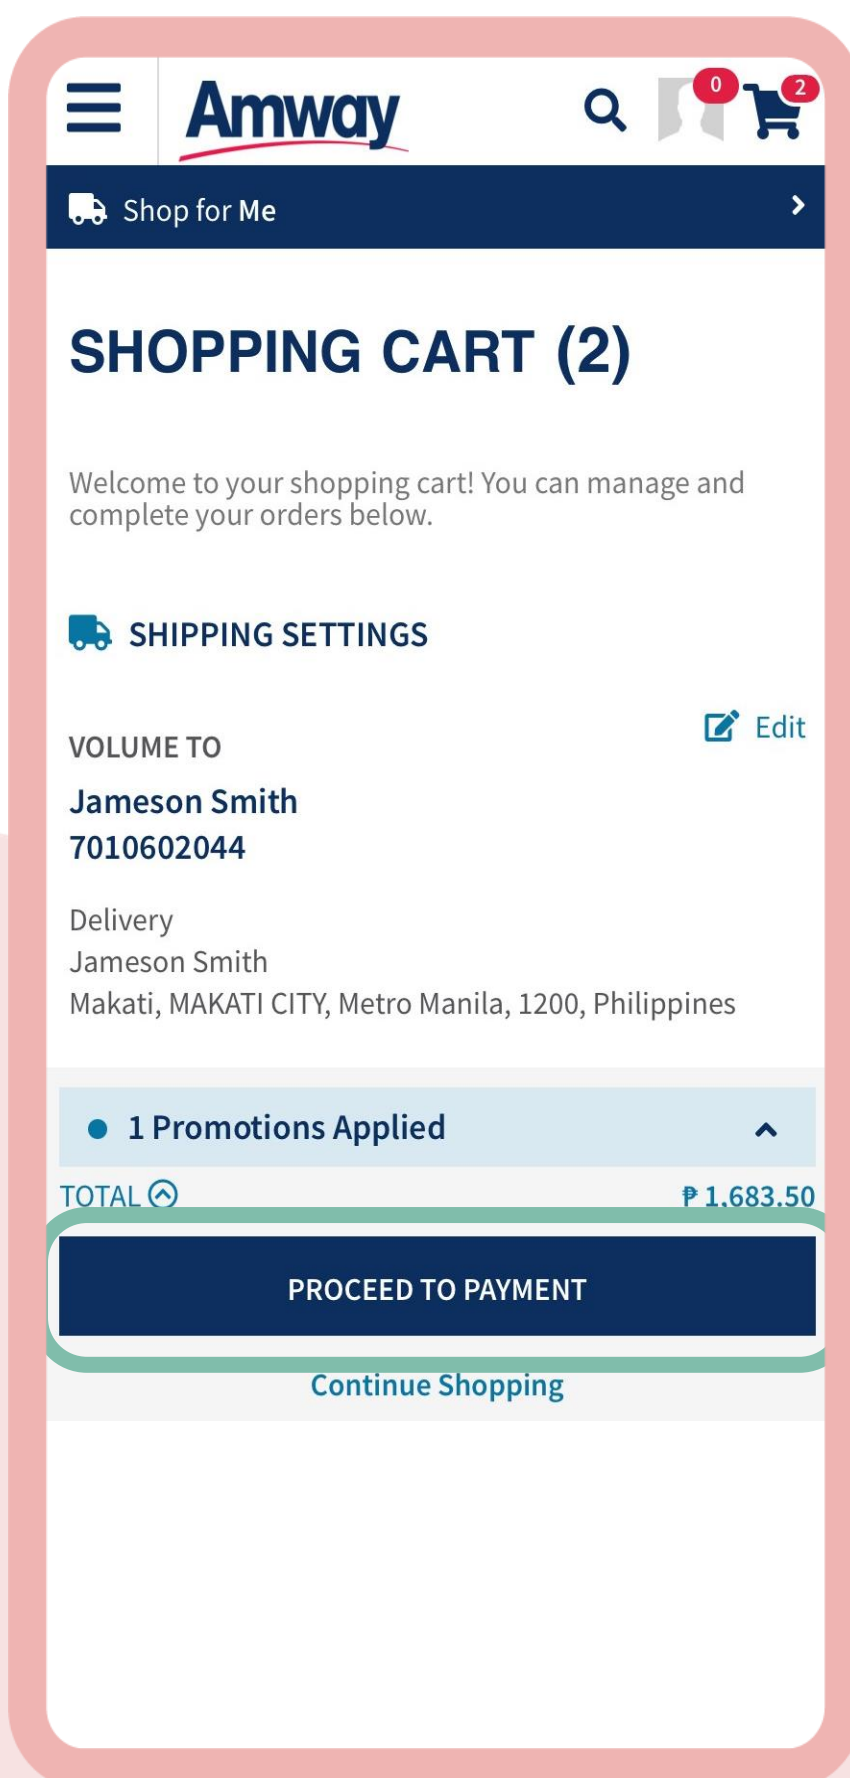 Amway
0
2
Shop for Me
SHOPPING CART (2)
Welcome to your shopping cart! You can manage and
complete your orders below.
SHIPPING SETTINGS
Edit
VOLUME TO
Jameson Smith
7010602044
Delivery
Jameson Smith
Makati, MAKATI CITY, Metro Manila, 1200, Philippines
1 Promotions Applied
TOTAL ₱ 1,683.50
PROCEED TO PAYMENT
Continue Shopping